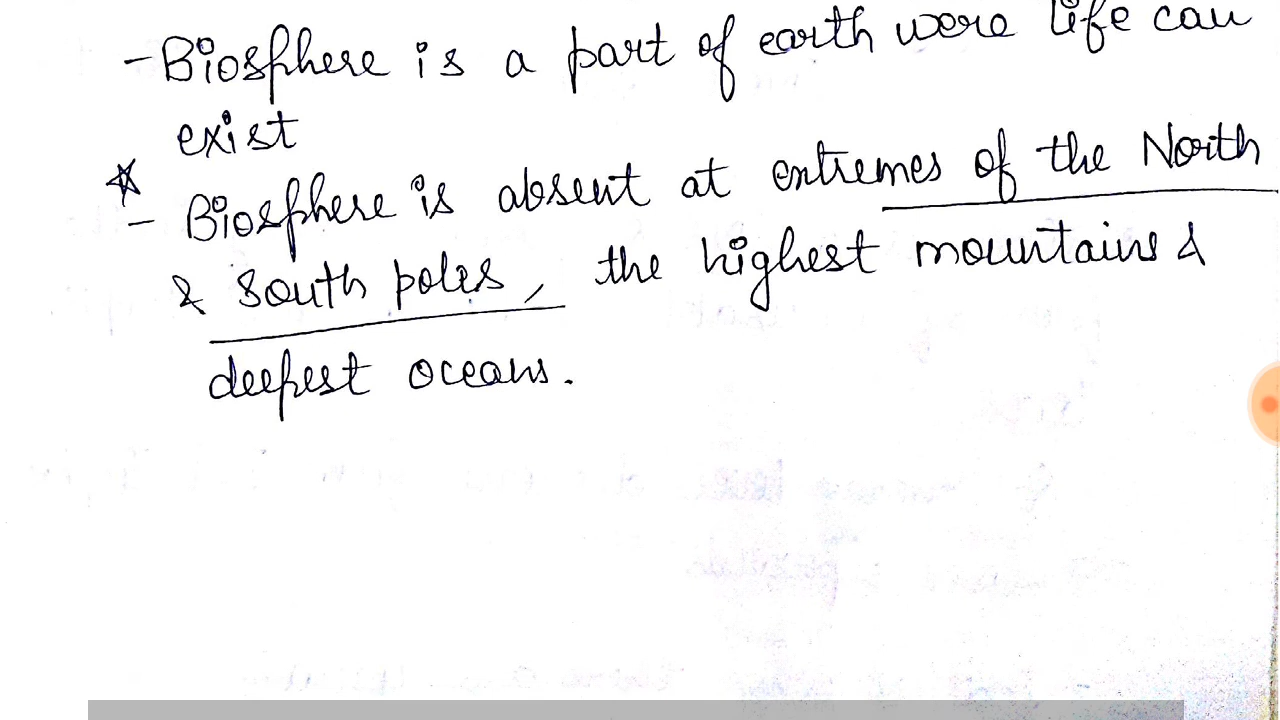 - Biosphere is a part of earth were life can
exist
☆
- Biosphere is absent at extremes of the North
& South poles, the highest mountains &
deepest oceans.